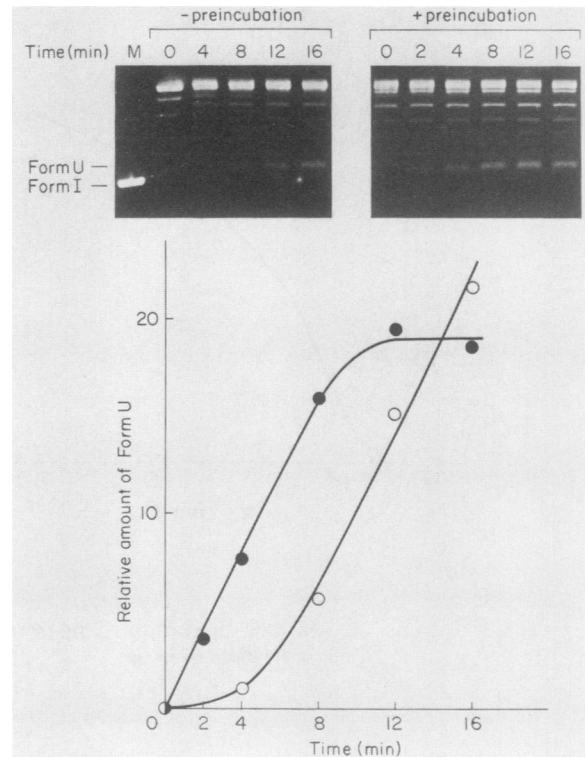 -preincubation +preincubation
Time(min) M 0 4 8 12 16 0 2 4 6 8 12 16
Form U
Form I
20
10
0
Relative amount of Form U
2 4 8 12 16
Time (min)